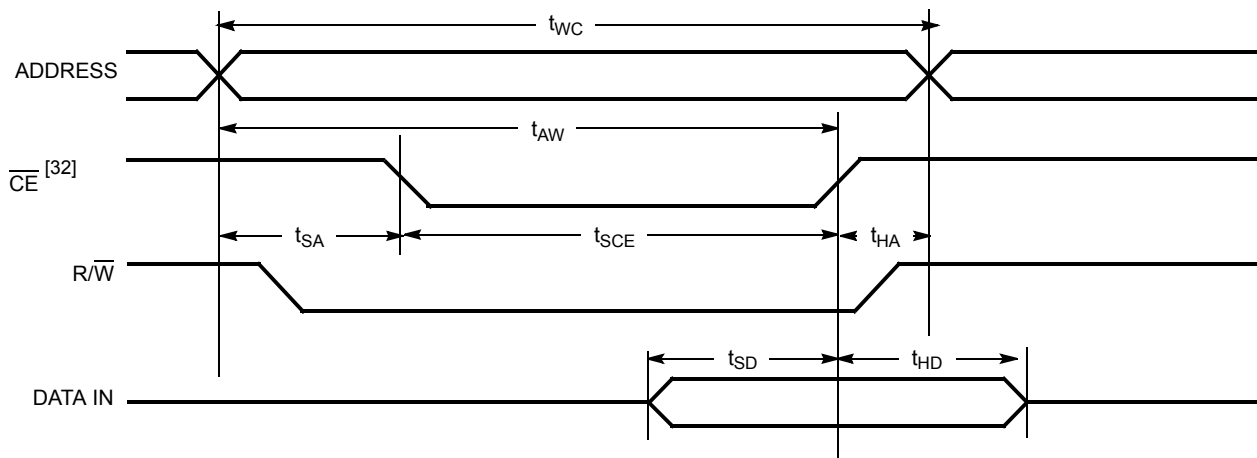 tWC
ADDRESS
tAW
CE [32]
tSA
tSCE
tHA
R/W
tSD
tHD
DATA IN